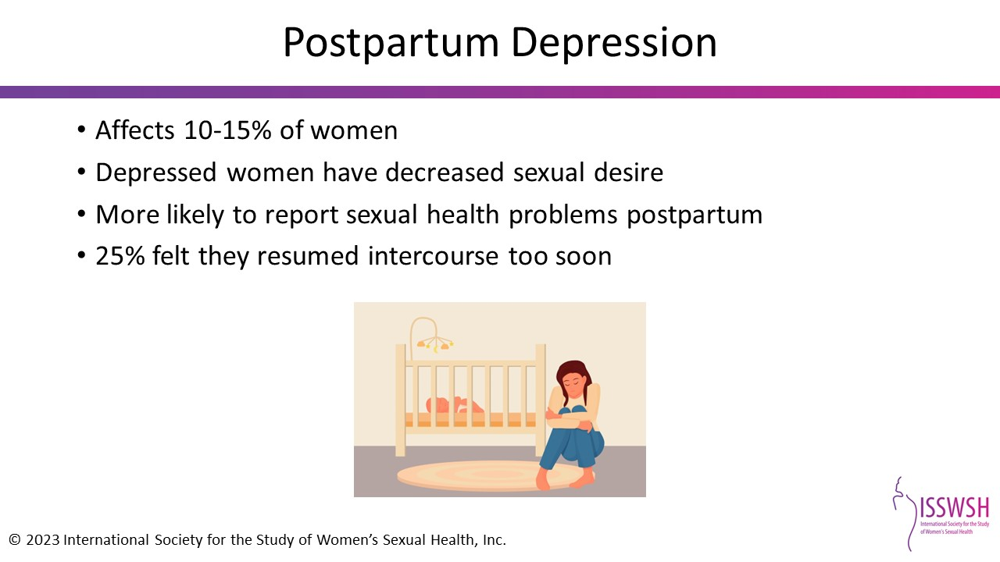 Postpartum Depression
• Affects 10-15% of women
• Depressed women have decreased sexual desire
• More likely to report sexual health problems postpartum
• 25% felt they resumed intercourse too soon
ISSWSH
International Society for the Study
of Women's Sexual Health
© 2023 International Society for the Study of Women’s Sexual Health, Inc.